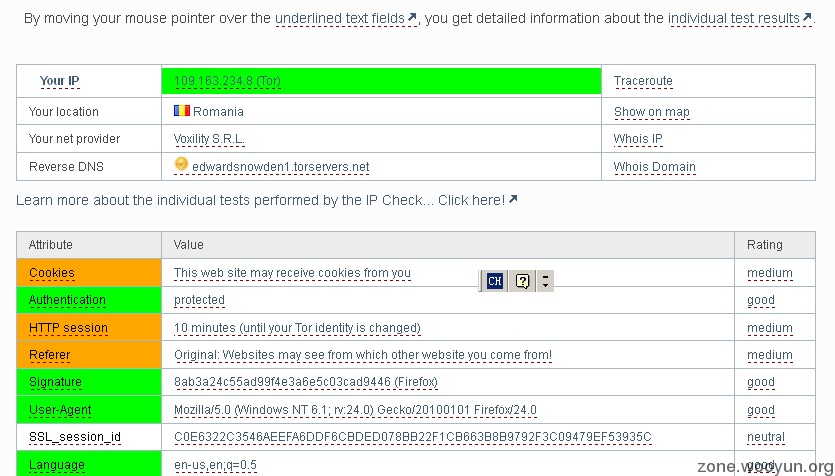 By moving your mouse pointer over the underlined text fields, you get detailed information about the individual test results.
Your IP 109.163.234.8 (Tor) Traceroute
Your location Romania Show on map
Your net provider Voxility S.R.L. Whois IP
Reverse DNS edwardsnowden1.torservers.net Whois Domain
Learn more about the individual tests performed by the IP Check... Click here!
Attribute Value Rating
Cookies This web site may receive cookies from you medium
CH ?
Authentication protected good
HTTP session 10 minutes (until your Tor identity is changed) medium
Referer Original: Websites may see from which other website you come from! medium
Signature 8ab3a24c55ad99f4e3a6e5c03cad9446 (Firefox) good
User-Agent Mozilla/5.0 (Windows NT 6.1; rv:24.0) Gecko/20100101 Firefox/24.0 good
SSL_session_id C0E6322C3546AEEFA6DDF6CBDED078BB22F1CB663B8B9792F3C09479EF53935C neutral
Language en-us,en;q=0.5 good
zone.wooyun.org